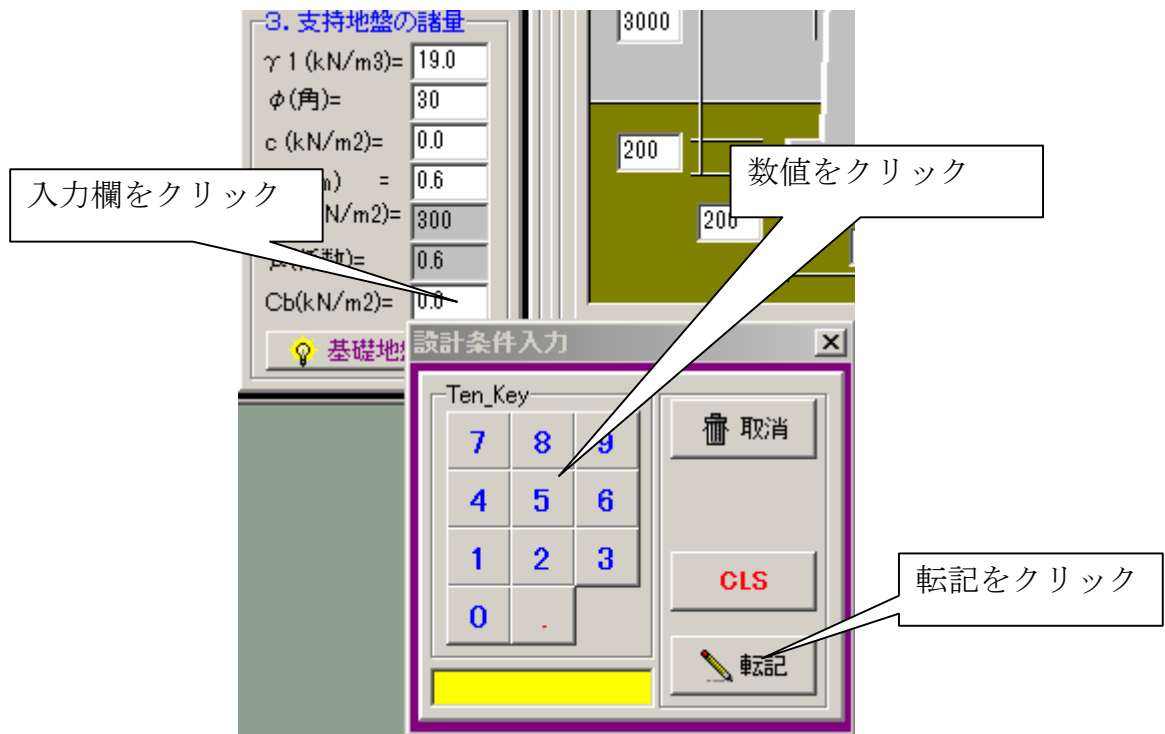 3. 支持地盤の諸量
γ1(kN/m3)= 19.0
φ(角)= 30
c (kN/m2)= 0.0
) = 0.6
N/m2)= 300
数)= 0.6
Cb(kN/m2)= 0.0
基礎地
3000
200
200
入力欄をクリック
数値をクリック
設計条件入力
Ten_Key
7 8 9
4 5 6
1 2 3
0 .
取消
CLS
転記
転記をクリック